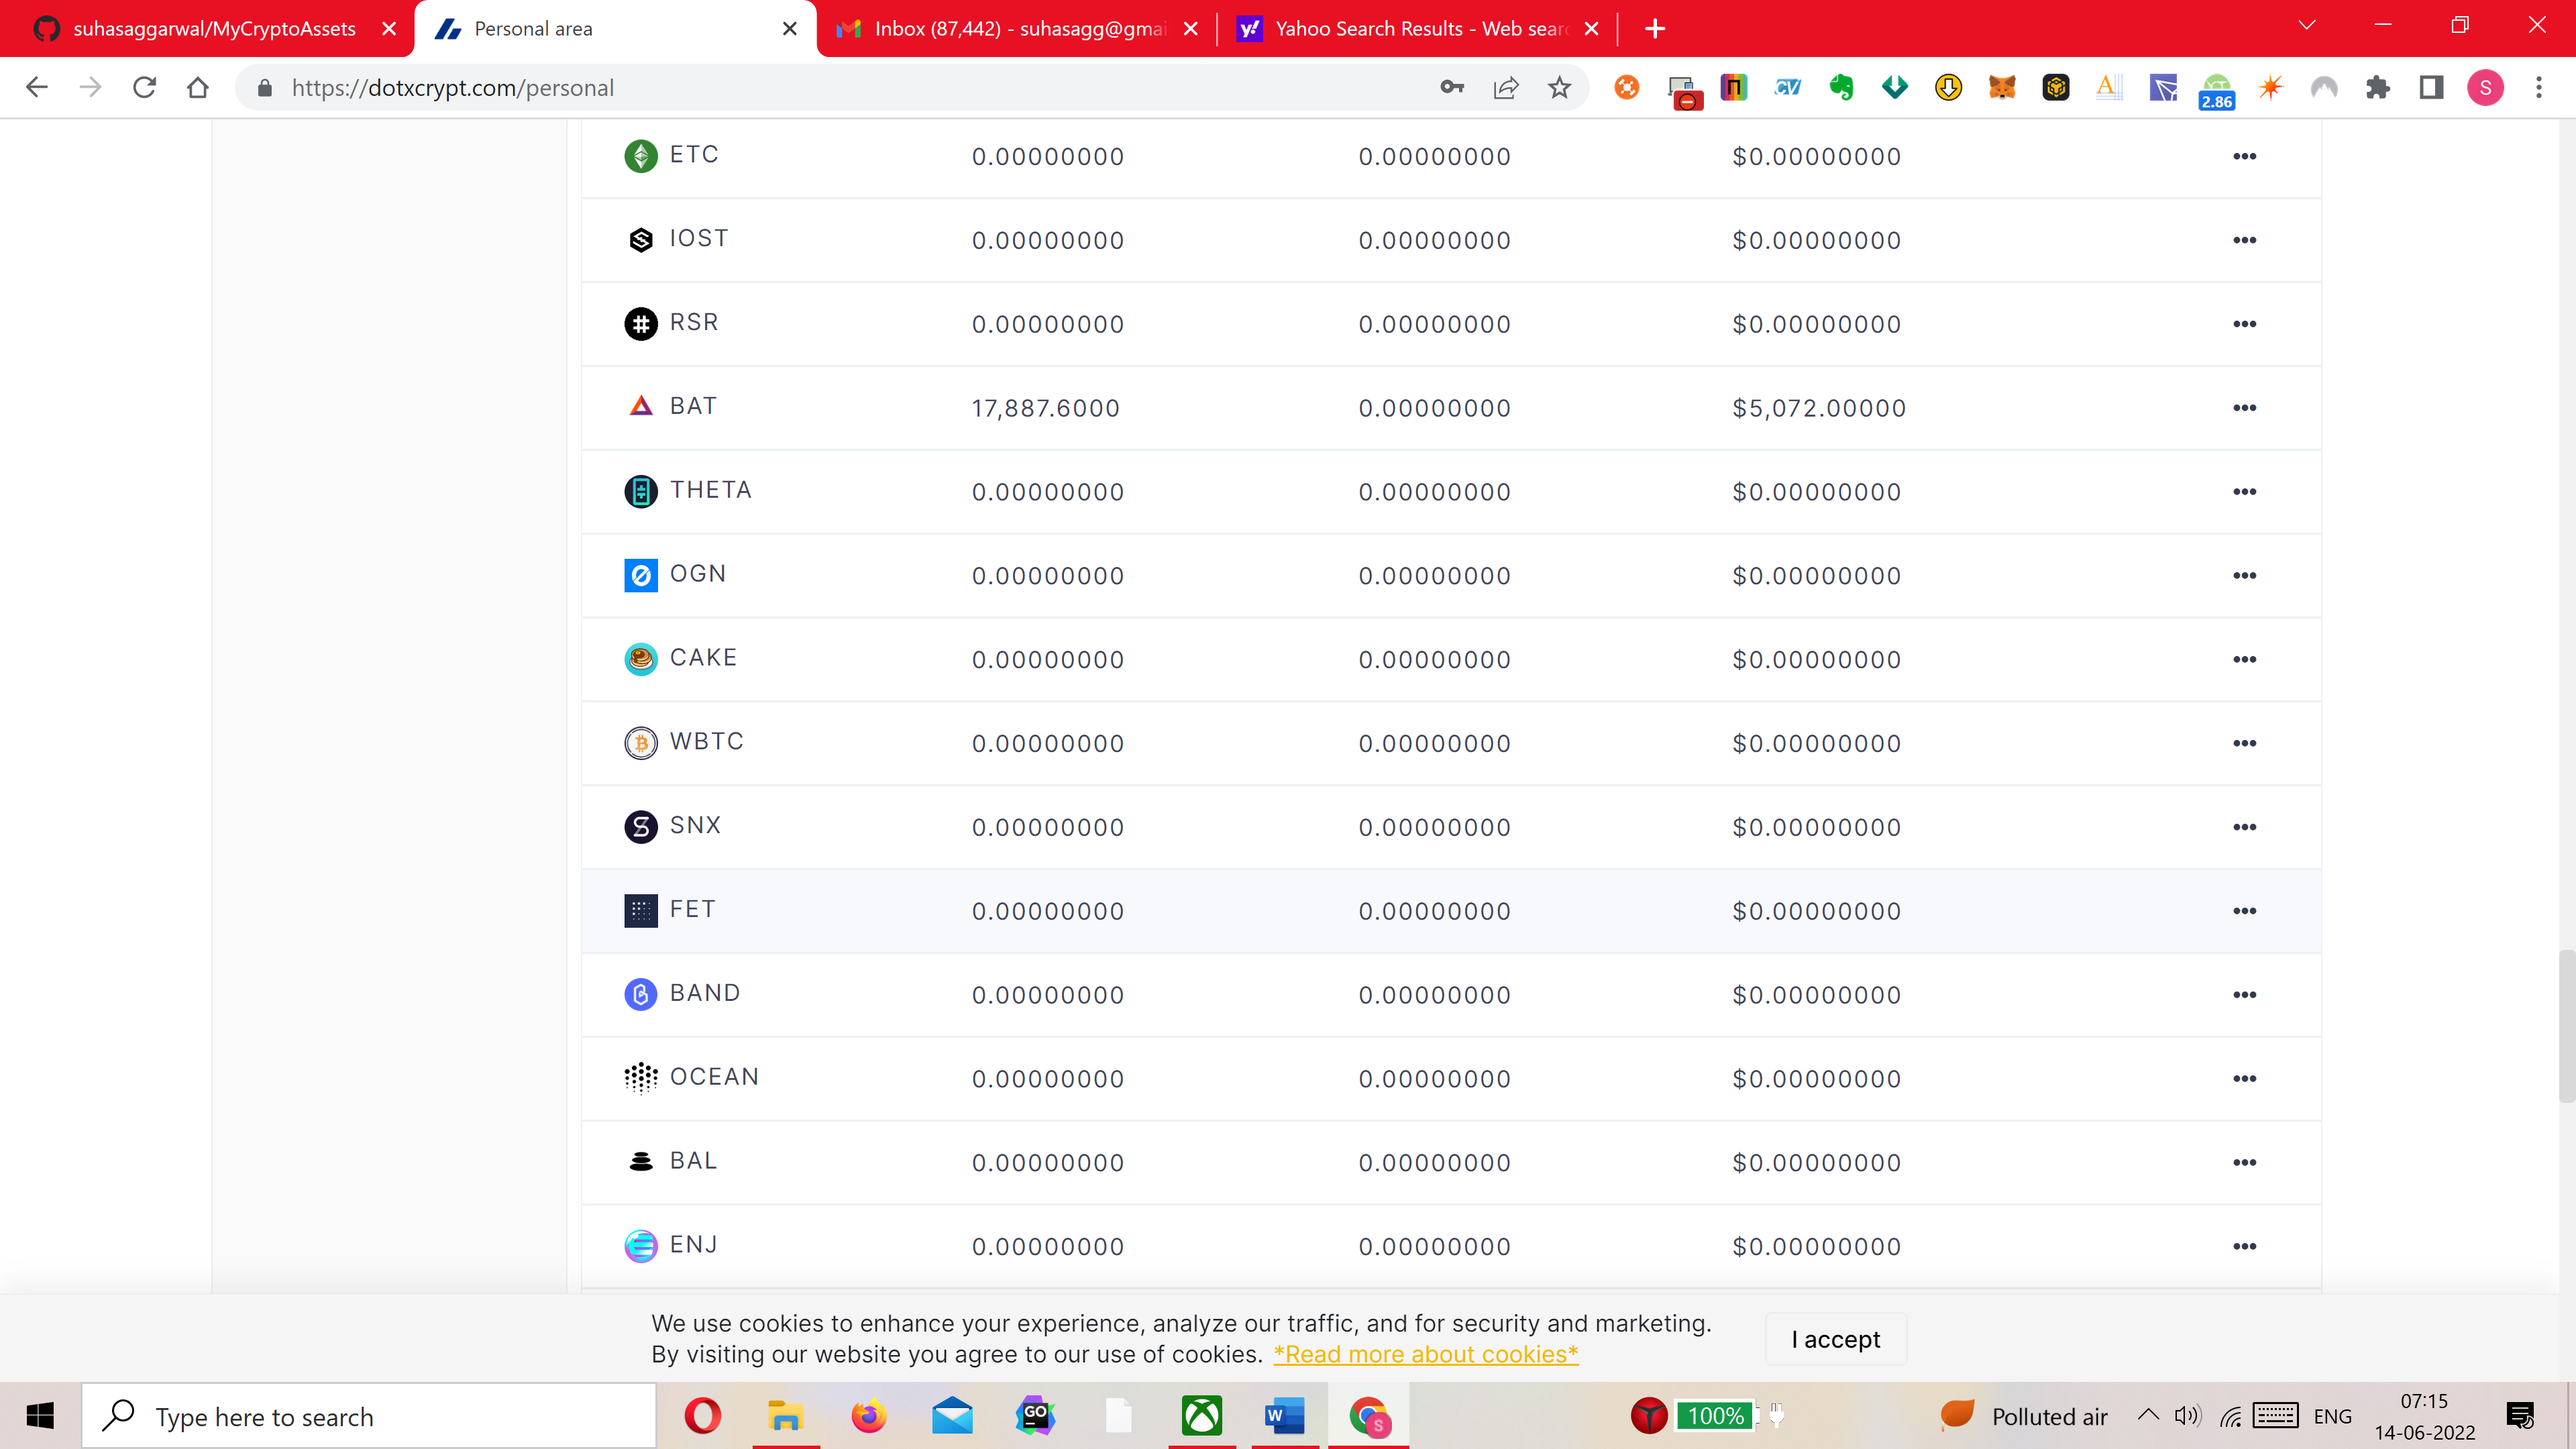 suhasaggarwal/MyCryptoAssets
Personal area
Inbox (87,442) - suhasagg@gmai
Yahoo Search Results - Web sear
https://dotxcrypt.com/personal
CV
A
2.86
S
ETC 0.00000000 0.00000000 $0.00000000
IOST 0.00000000 0.00000000 $0.00000000
RSR 0.00000000 0.00000000 $0.00000000
BAT 17,887.6000 0.00000000 $5,072.00000
THETA 0.00000000 0.00000000 $0.00000000
OGN 0.00000000 0.00000000 $0.00000000
CAKE 0.00000000 0.00000000 $0.00000000
WBTC 0.00000000 0.00000000 $0.00000000
SNX 0.00000000 0.00000000 $0.00000000
FET 0.00000000 0.00000000 $0.00000000
BAND 0.00000000 0.00000000 $0.00000000
OCEAN 0.00000000 0.00000000 $0.00000000
BAL 0.00000000 0.00000000 $0.00000000
ENJ 0.00000000 0.00000000 $0.00000000
We use cookies to enhance your experience, analyze our traffic, and for security and marketing.
By visiting our website you agree to our use of cookies. *Read more about cookies*
I accept
Type here to search
GO
W
S
100%
Polluted air
ENG
07:15
14-06-2022